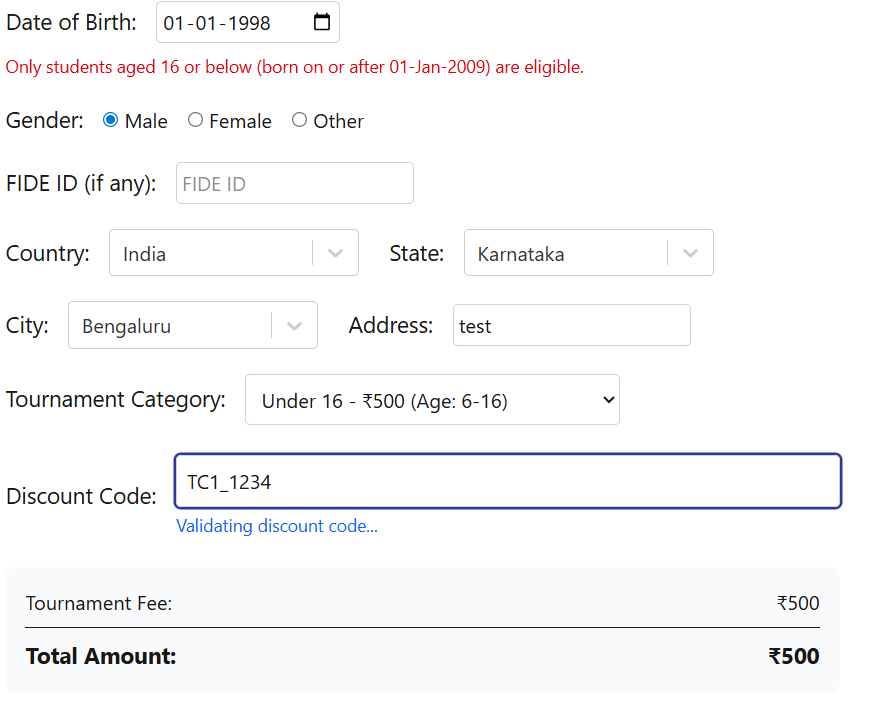 Date of Birth: 01-01-1998
Only students aged 16 or below (born on or after 01-Jan-2009) are eligible.
Gender: Male Female Other
FIDE ID (if any): FIDE ID
Country: India State: Karnataka
City: Bengaluru Address: test
Tournament Category: Under 16 - ₹500 (Age: 6-16)
Discount Code: TC1_1234
Validating discount code...
Tournament Fee: ₹500
Total Amount: ₹500